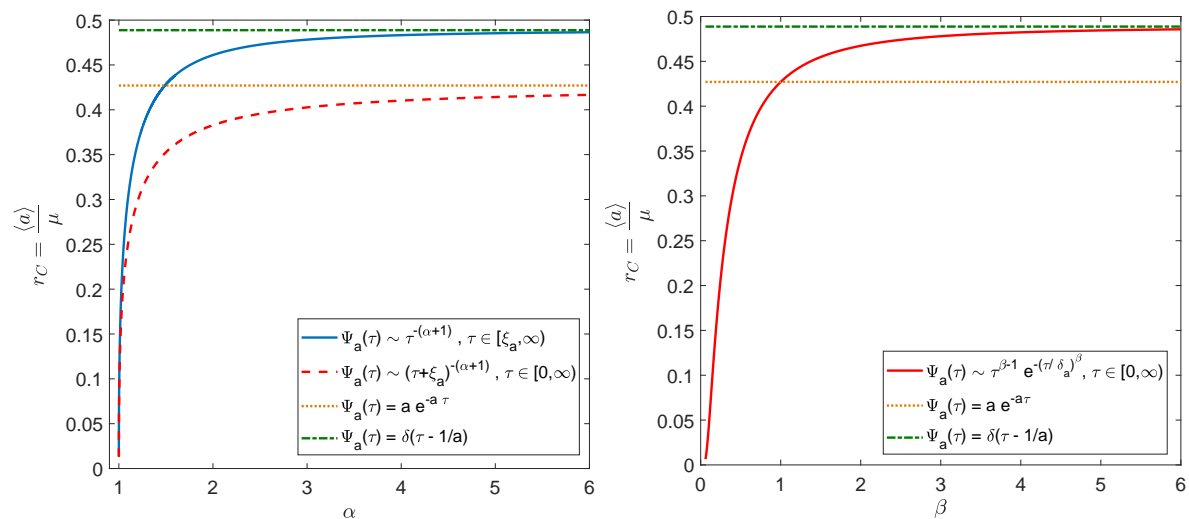 0.5
0.45
0.4
0.35
0.3
0.25
0.2
0.15
0.1
0.05
0
r_C = ⟨a⟩/μ
1 2 3 4 5 6
α
Ψ_a(τ) ∼ τ^{-(α+1)} , τ ∈ [ξ_a,∞)
Ψ_a(τ) ∼ (τ+ξ_a)^{-(α+1)} , τ ∈ [0,∞)
Ψ_a(τ) = a e^{-a τ}
Ψ_a(τ) = δ(τ - 1/a)
0.5
0.45
0.4
0.35
0.3
0.25
0.2
0.15
0.1
0.05
0
r_C = ⟨a⟩/μ
0 1 2 3 4 5 6
β
Ψ_a(τ) ∼ τ^{β-1} e^{-(τ/ δ_a)^β}, τ ∈ [0,∞)
Ψ_a(τ) = a e^{-aτ}
Ψ_a(τ) = δ(τ - 1/a)